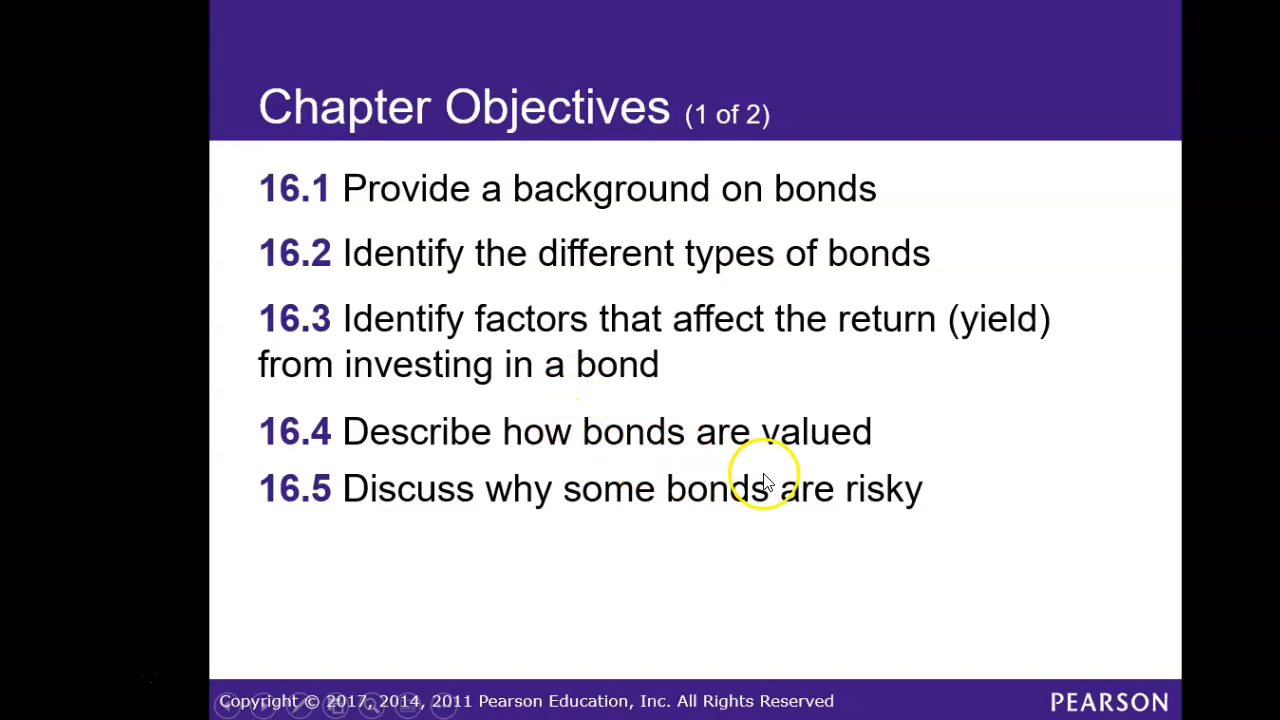 Chapter Objectives (1 of 2)
16.1 Provide a background on bonds
16.2 Identify the different types of bonds
16.3 Identify factors that affect the return (yield)
from investing in a bond
16.4 Describe how bonds are valued
16.5 Discuss why some bonds are risky
Copyright © 2017, 2014, 2011 Pearson Education, Inc. All Rights Reserved
PEARSON